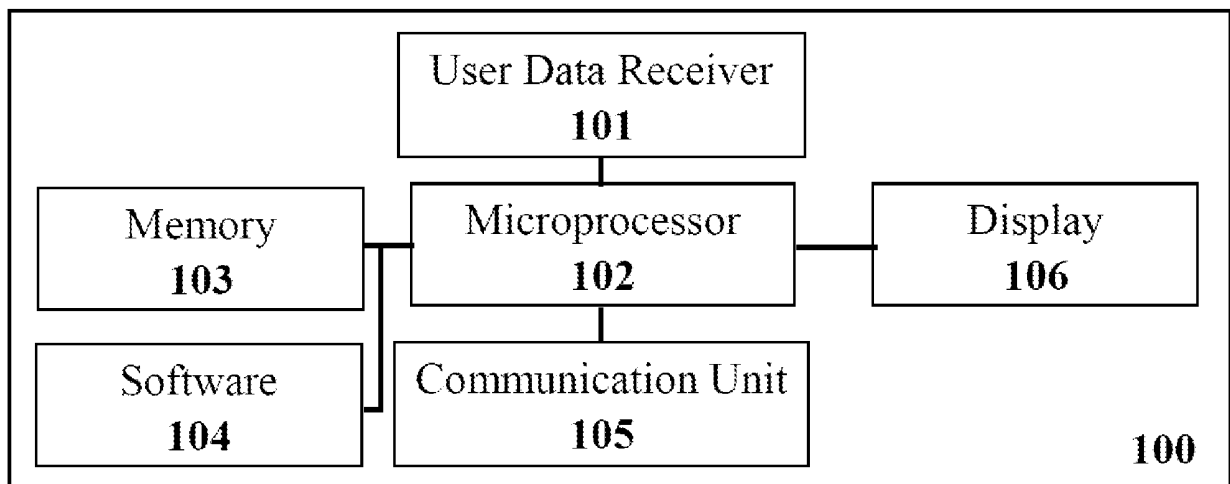 User Data Receiver
101
Memory
103
Microprocessor
102
Display
106
Software
104
Communication Unit
105
100